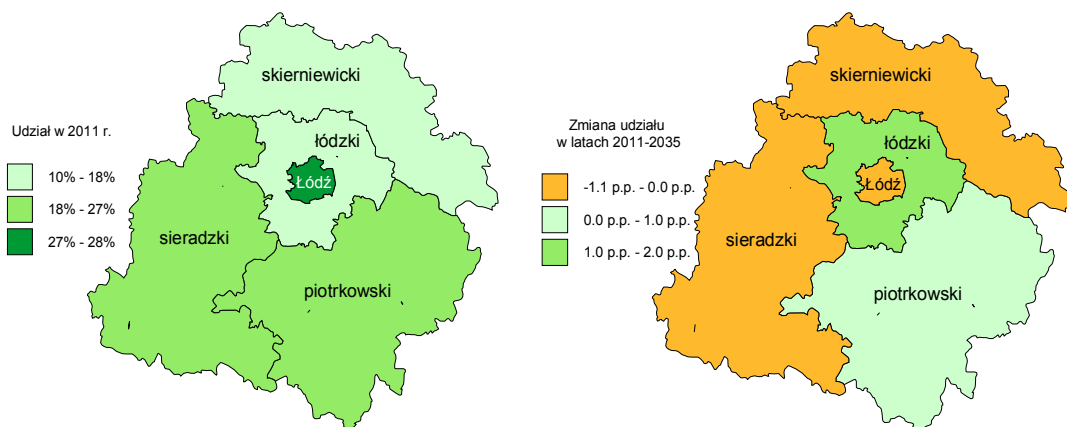 skierniewicki
Udział w 2011 r.
łódzki
10% - 18%
Łódź
18% - 27%
27% - 28%
sieradzki
piotrkowski
skierniewicki
Zmiana udziału
w latach 2011-2035
łódzki
-1.1 p.p. - 0.0 p.p.
Łódź
0.0 p.p. - 1.0 p.p.
1.0 p.p. - 2.0 p.p.
sieradzki
piotrkowski